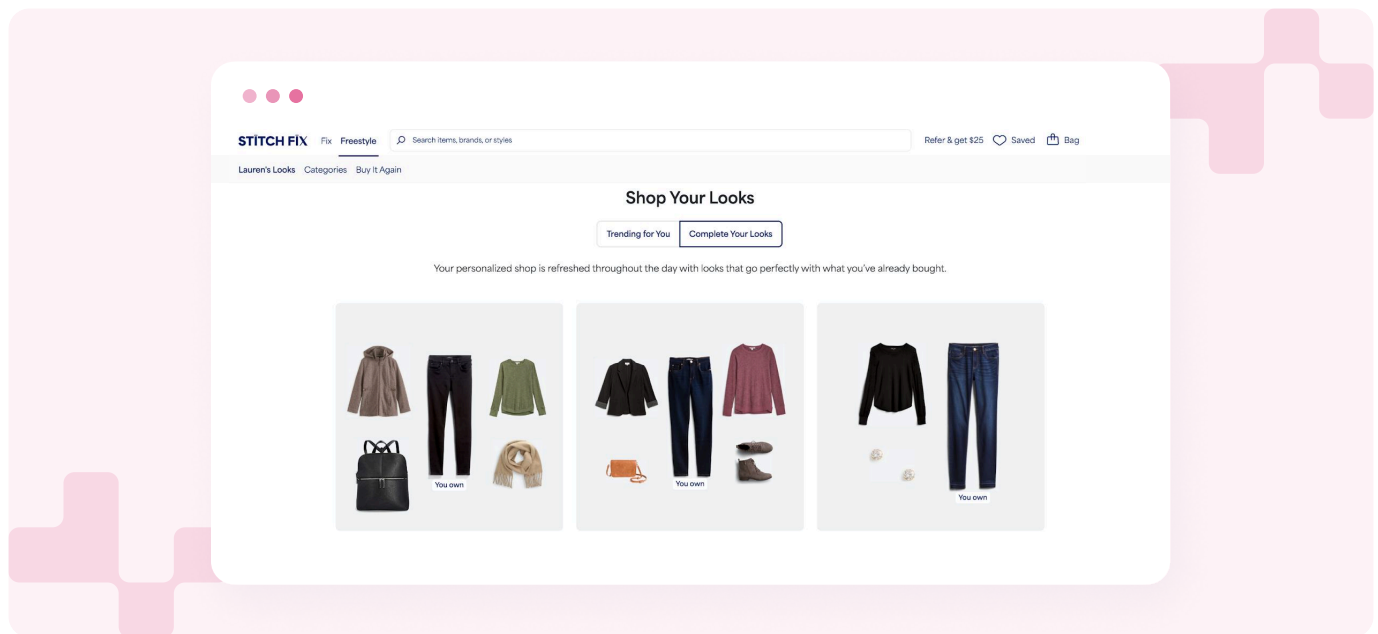 STITCH FIX Fix Freestyle Search items, brands, or styles Refer & get $25 Saved Bag
Lauren's Looks Categories Buy It Again
Shop Your Looks
Trending for You Complete Your Looks
Your personalized shop is refreshed throughout the day with looks that go perfectly with what you've already bought.
You own
You own
You own